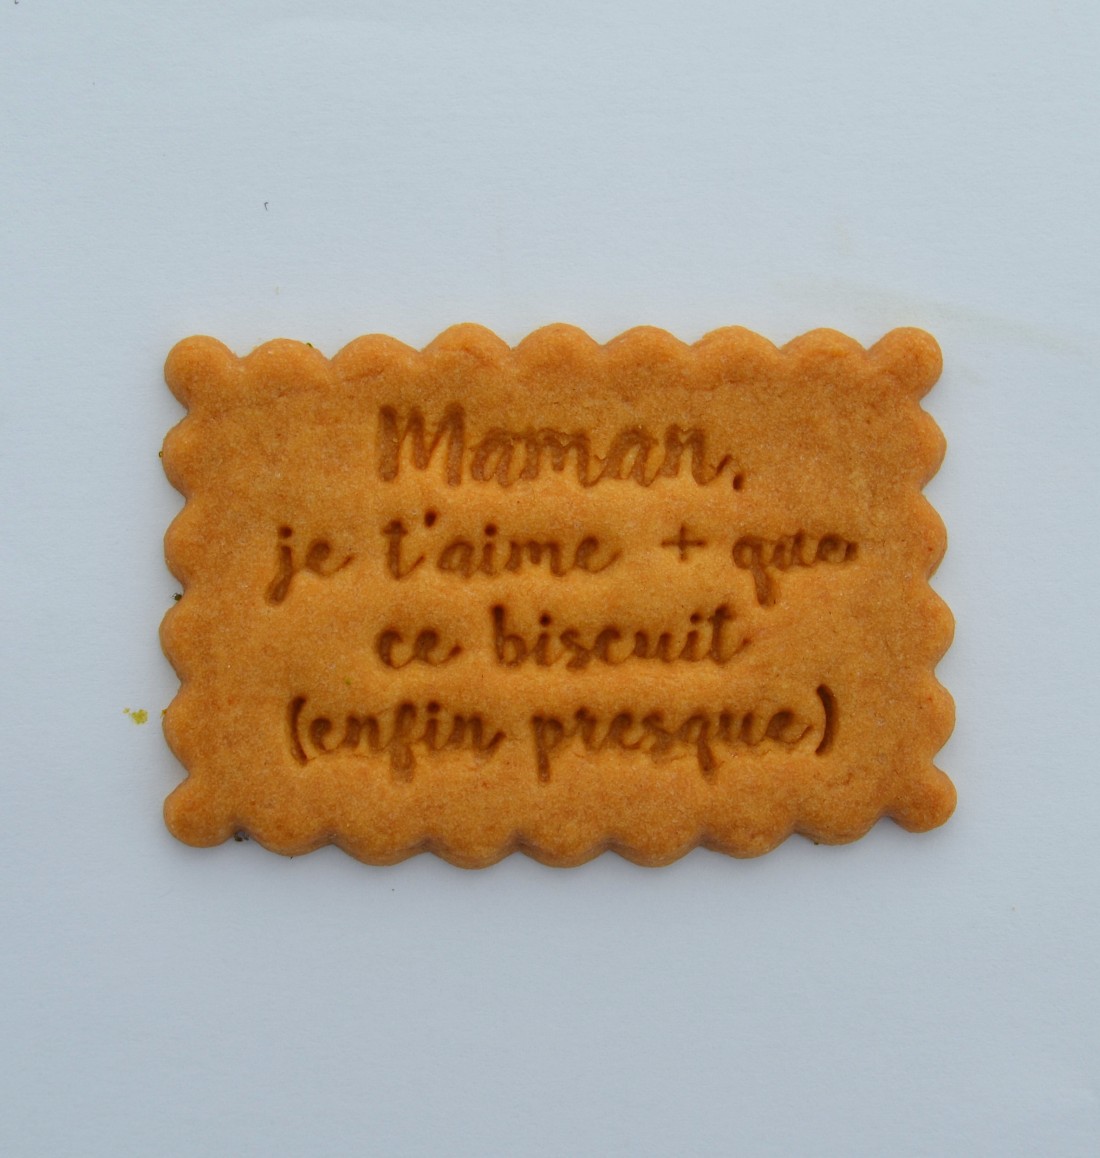 Maman,
je t'aime + que
ce biscuit
(enfin presque)